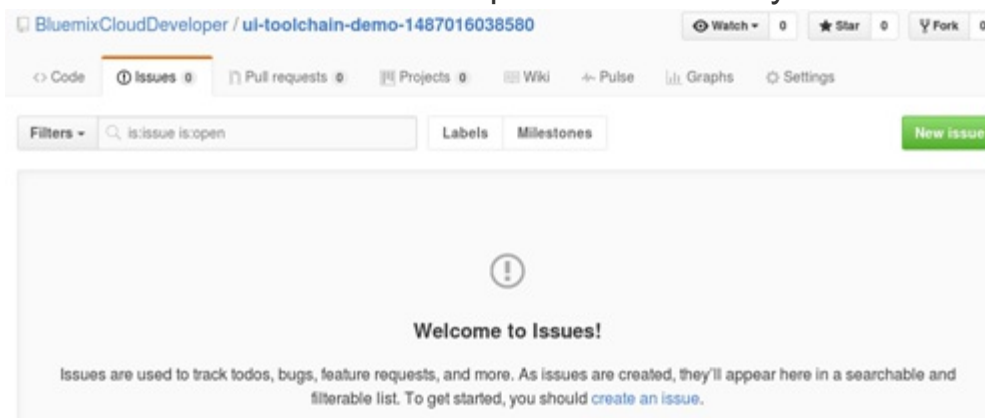 BluemixCloudDeveloper / ui-toolchain-demo-1487016038580 Watch 0 Star 0 Fork 0
Code Issues 0 Pull requests 0 Projects 0 Wiki Pulse Graphs Settings
Filters is:issue is:open Labels Milestones New issue
Welcome to Issues!
Issues are used to track todos, bugs, feature requests, and more. As issues are created, they'll appear here in a searchable and
filterable list. To get started, you should create an issue.